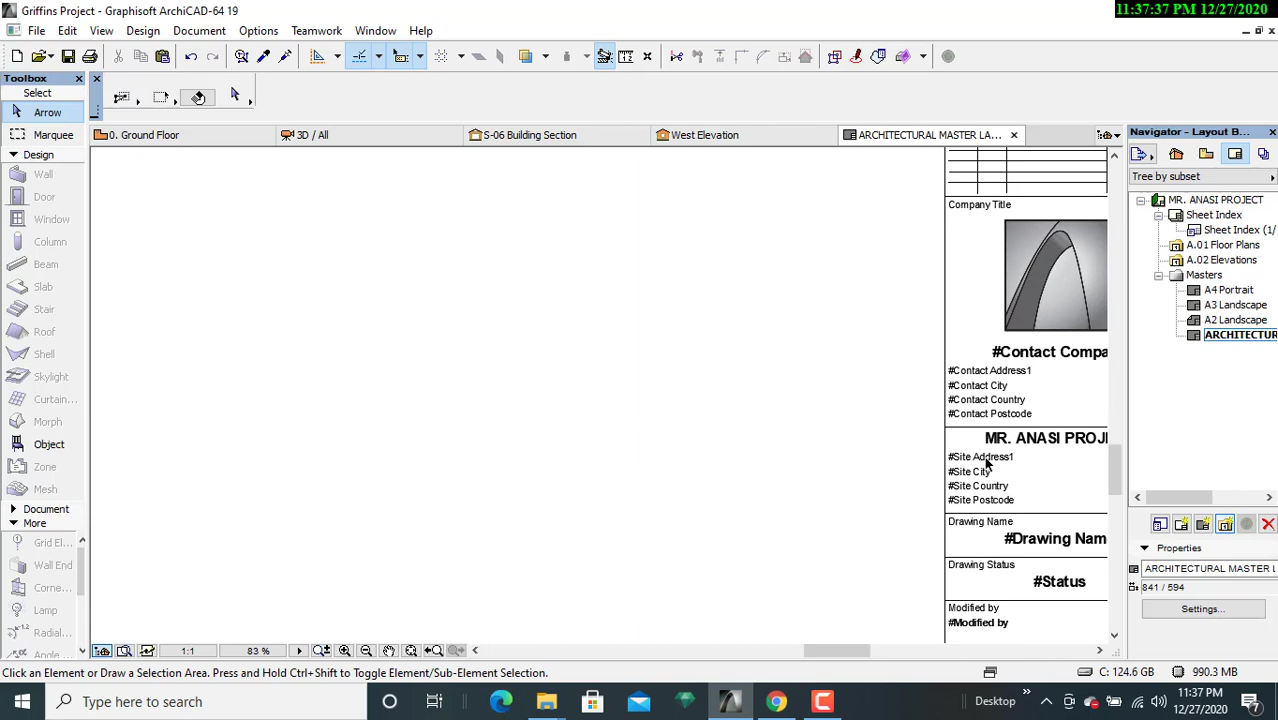 Griffins Project - Graphisoft ArchiCAD-64 19
11:37:37 PM 12/27/2020
File Edit View Design Document Options Teamwork Window Help
Toolbox
Select
Arrow
Marquee
Design
Wall
Door
Window
Column
Beam
Slab
Stair
Roof
Shell
Skylight
Curtain...
Morph
Object
Zone
Mesh
Document
More
Grid El...
Wall End
Corne...
Lamp
Radial...
Angle
0. Ground Floor
3D / All
S-06 Building Section
West Elevation
ARCHITECTURAL MASTER LA...
Company Title
#Contact Compa
#Contact Address1
#Contact City
#Contact Country
#Contact Postcode
MR. ANASI PROJ
#Site Address1
#Site City
#Site Country
#Site Postcode
Drawing Name
#Drawing Nam
Drawing Status
#Status
Modified by
#Modified by
Navigator - Layout B...
Tree by subset
MR. ANASI PROJECT
Sheet Index
Sheet Index (1/
A.01 Floor Plans
A.02 Elevations
Masters
A4 Portrait
A3 Landscape
A2 Landscape
ARCHITECTUR
Properties
ARCHITECTURAL MASTER L
841 / 594
Settings...
1:1
83 %
Click an Element or Draw a Selection Area. Press and Hold Ctrl+Shift to Toggle Element/Sub-Element Selection.
C: 124.6 GB
990.3 MB
Type here to search
Desktop
11:37 PM
12/27/2020
7